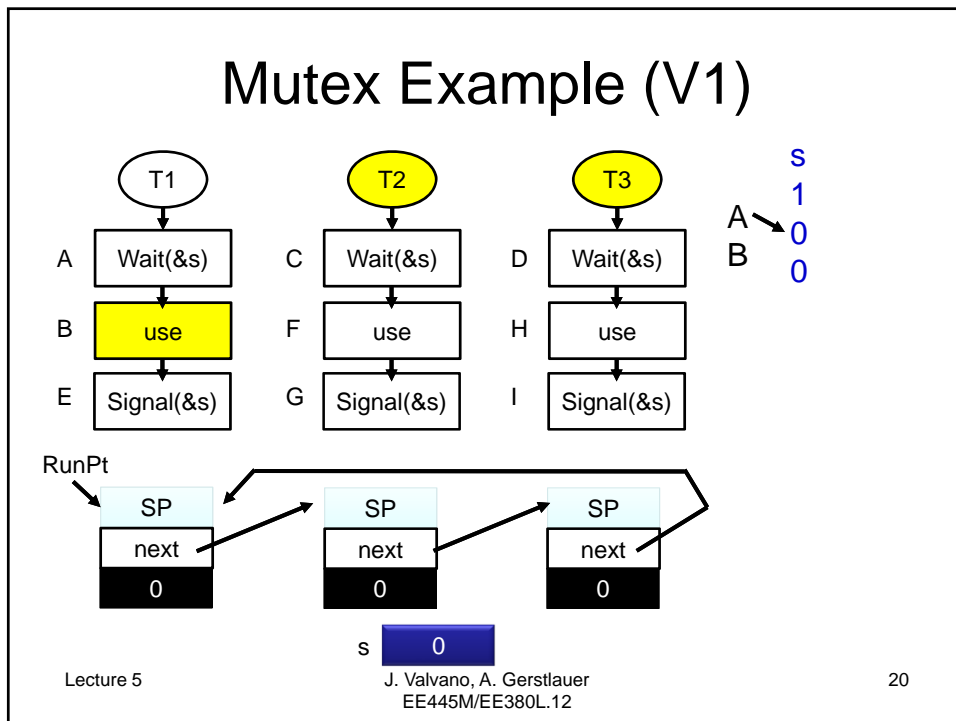 Mutex Example (V1)
T1
T2
T3
s
1
A
0
B
0
A
Wait(&s)
C
Wait(&s)
D
Wait(&s)
B
use
F
use
H
use
E
Signal(&s)
G
Signal(&s)
I
Signal(&s)
RunPt
SP
SP
SP
next
next
next
0
0
0
s
0
Lecture 5
J. Valvano, A. Gerstlauer
EE445M/EE380L.12
20